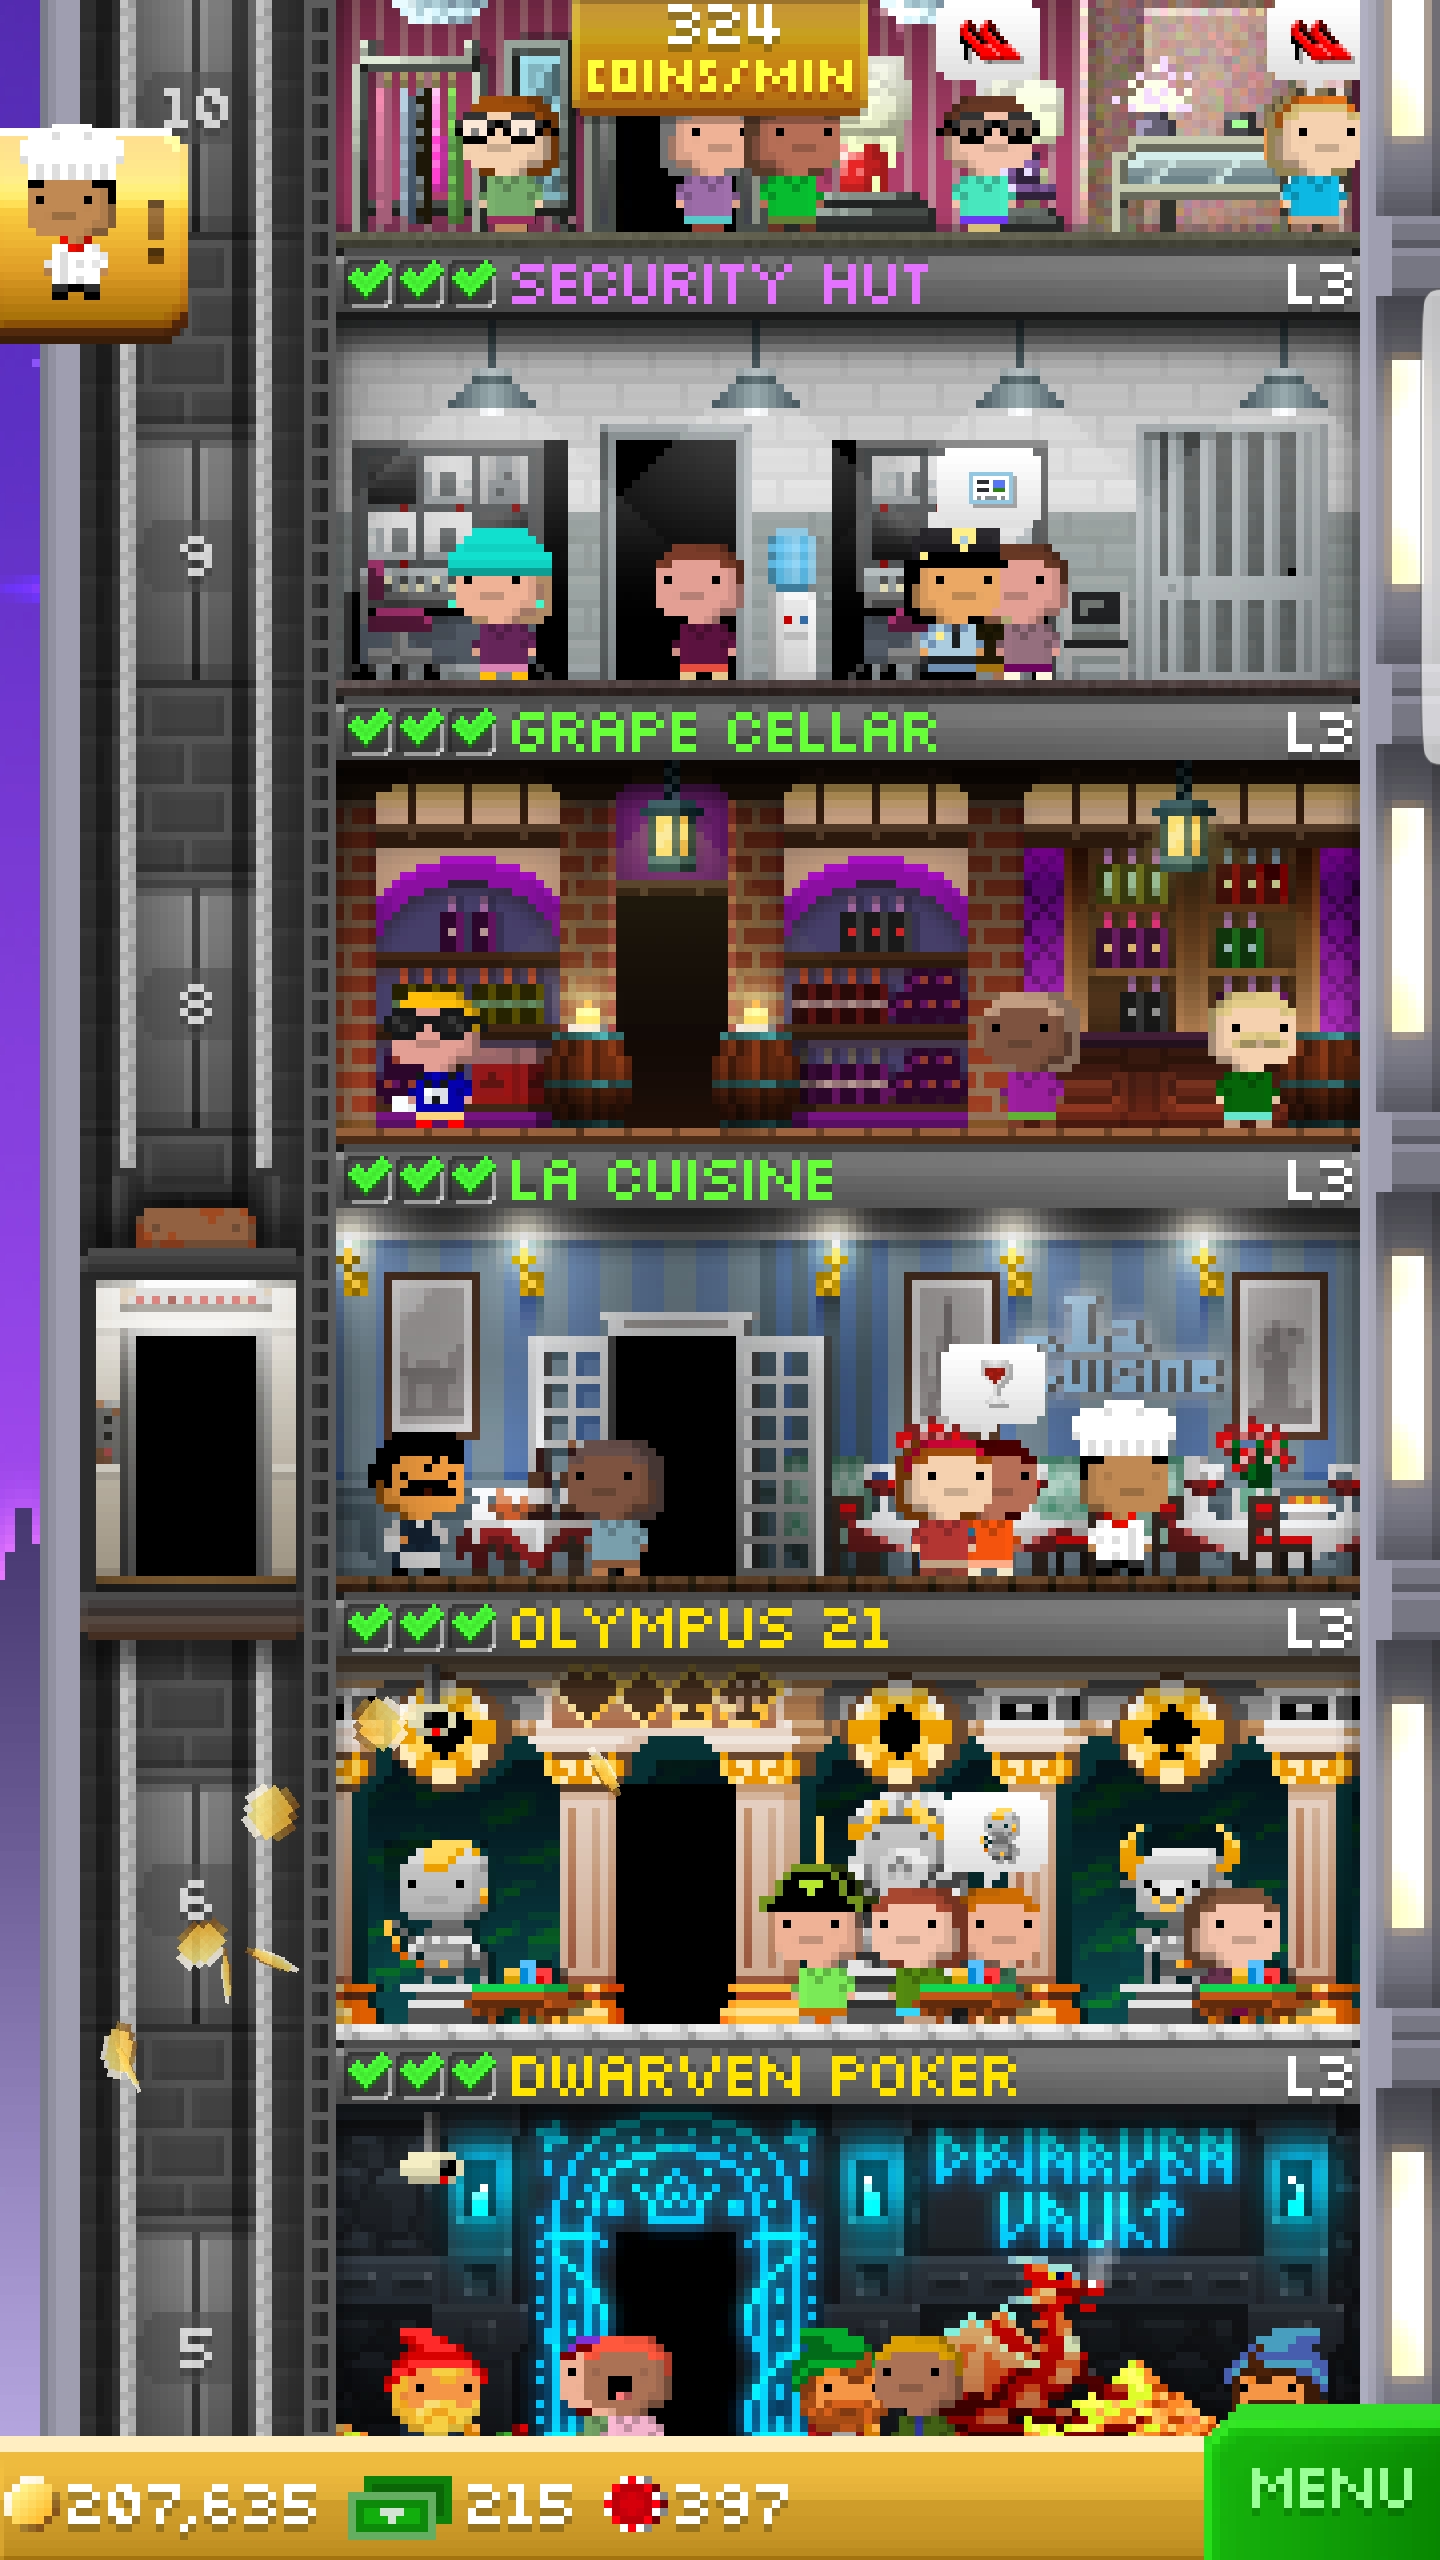 324
COINS/MIN
10
!
SECURITY HUT L3
9
GRAPE CELLAR L3
8
LA CUISINE L3
La
Cuisine
OLYMPUS 21 L3
6
DWARVEN POKER L3
DWARVEN
VAULT
5
207,635 215 397
MENU